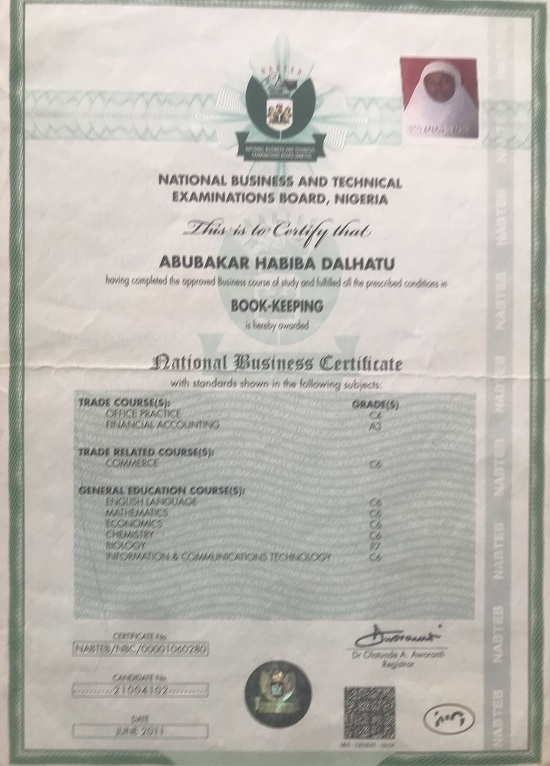 NATIONAL BUSINESS AND TECHNICAL
EXAMINATIONS BOARD, NIGERIA
This is to Certify that
ABUBAKAR HABIBA DALHATU
having completed the approved Business course of study and fulfilled all the prescribed conditions in
BOOK-KEEPING
is hereby awarded
National Business Certificate
with standards shown in the following subjects:
TRADE COURSE(S): GRADE(S)
OFFICE PRACTICE C6
FINANCIAL ACCOUNTING A3
TRADE RELATED COURSE(S):
COMMERCE C6
GENERAL EDUCATION COURSE(S):
ENGLISH LANGUAGE C6
MATHEMATICS C6
ECONOMICS C6
CHEMISTRY C6
BIOLOGY P7
INFORMATION & COMMUNICATIONS TECHNOLOGY C6
CERTIFICATE No
NABTEB/NBC/00001060280
CANDIDATE No
21004102
DATE
JUNE 2011
Dr Olatunde A. Aworanti
Registrar
NABTEB
NABTEB
NABTEB
NABTEB
NABTEB
NABTEB